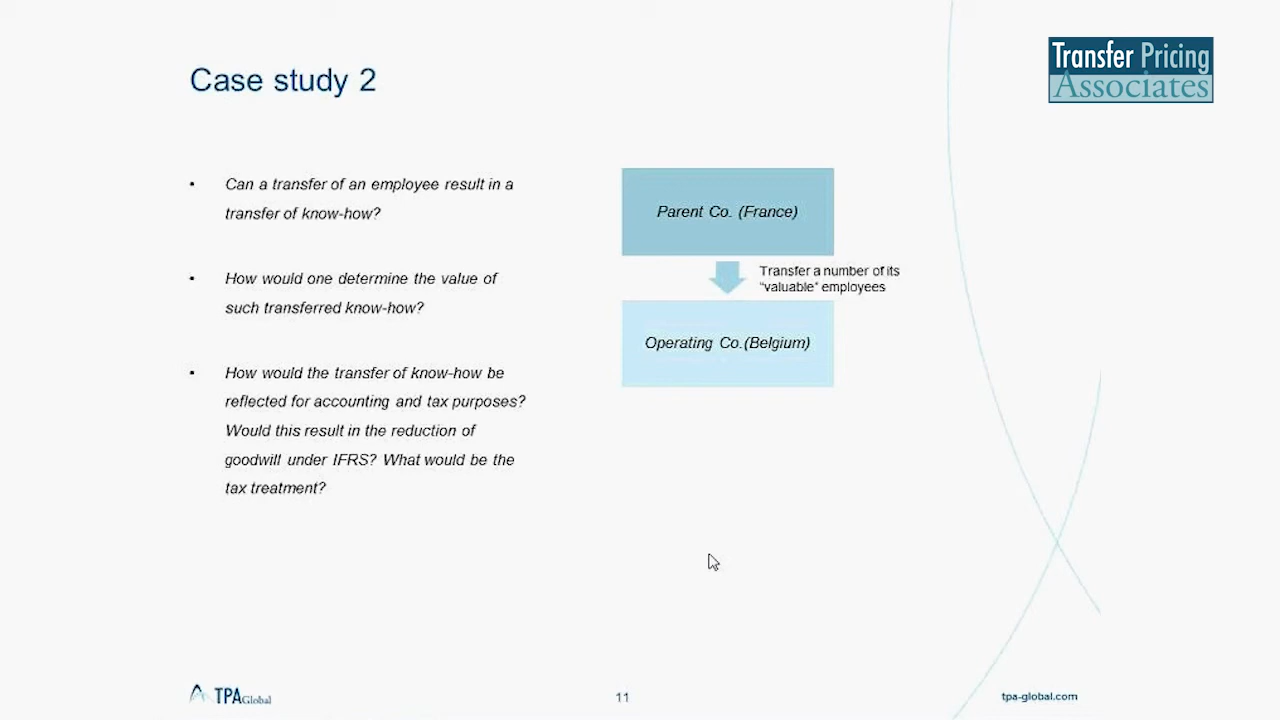 Transfer Pricing
Associates
Case study 2
• Can a transfer of an employee result in a
transfer of know-how?
• How would one determine the value of
such transferred know-how?
• How would the transfer of know-how be
reflected for accounting and tax purposes?
Would this result in the reduction of
goodwill under IFRS? What would be the
tax treatment?
Parent Co. (France)
Transfer a number of its
“valuable” employees
Operating Co.(Belgium)
TPA Global
11
tpa-global.com